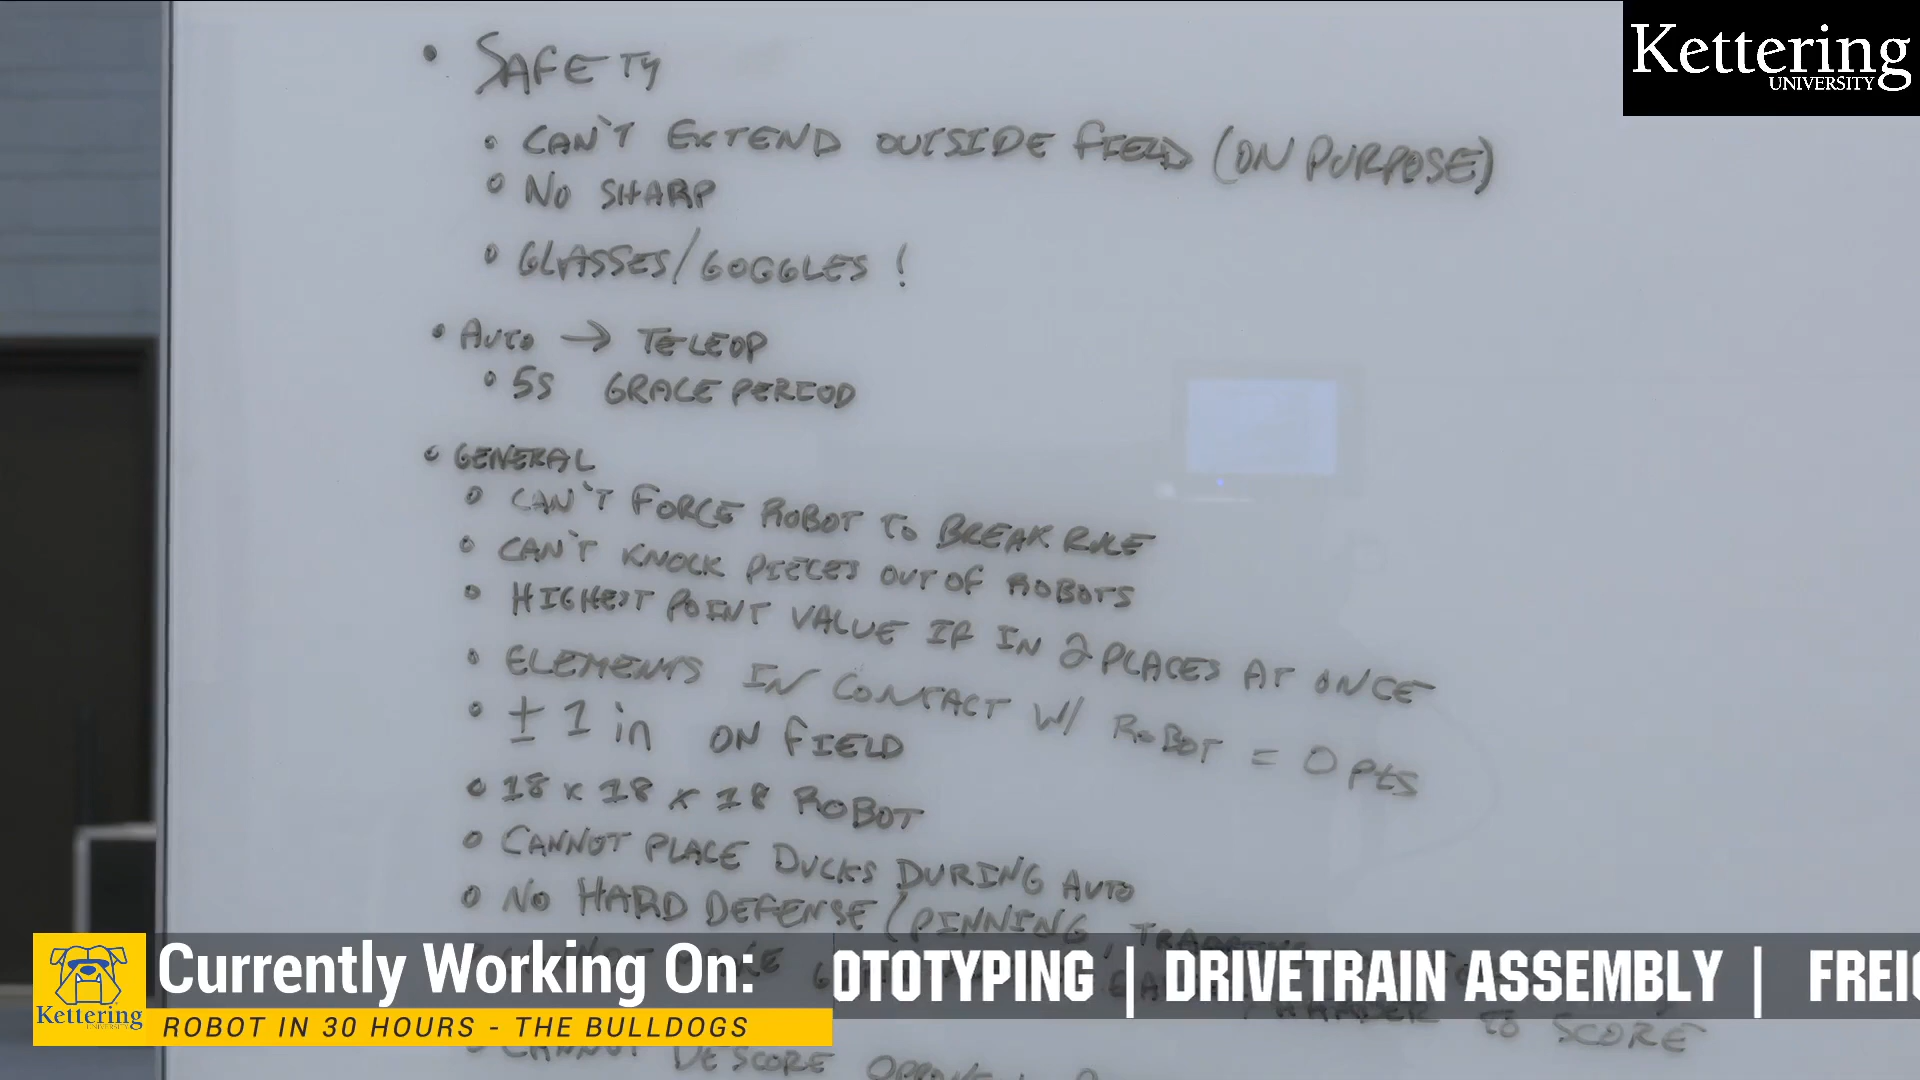 Kettering
UNIVERSITY
• SAFETY
• CAN'T EXTEND OUTSIDE FIELD (ON PURPOSE)
• NO SHARP
• GLASSES/GOGGLES !
• AUTO → TELEOP
• 5S GRACE PERIOD
• GENERAL
• CAN'T FORCE ROBOT TO BREAK RULE
• CAN'T KNOCK PIECES OUT OF ROBOTS
• HIGHEST POINT VALUE IF IN 2 PLACES AT ONCE
• ELEMENTS IN CONTACT W/ ROBOT = 0 PTS
• ± 1 in ON FIELD
• 18 x 18 x 18 ROBOT
• CANNOT PLACE DUCKS DURING AUTO
• NO HARD DEFENSE (PINNING,
HARDER TO SCORE
• CANNOT DESCORE
Currently Working On:
OTOTYPING | DRIVETRAIN ASSEMBLY | FREIG
Kettering
UNIVERSITY
ROBOT IN 30 HOURS - THE BULLDOGS